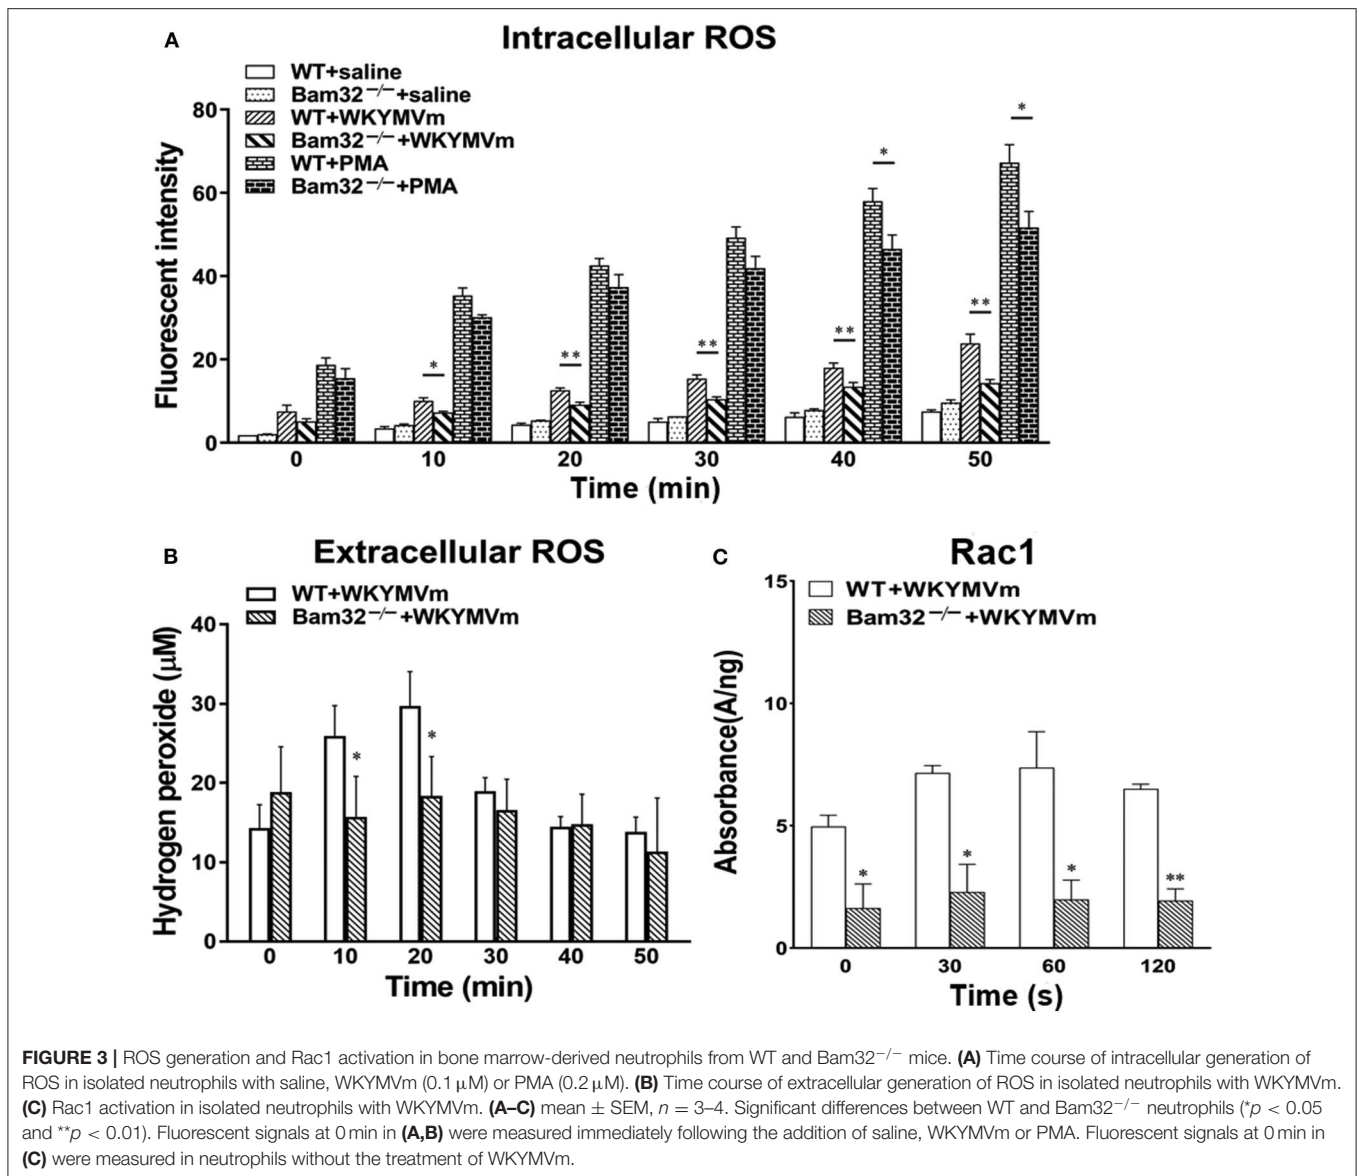 A
Intracellular ROS
WT+saline
Bam32−/−+saline
WT+WKYMVm
Bam32−/−+WKYMVm
WT+PMA
Bam32−/−+PMA
Fluorescent intensity
80
60
40
20
0
*
**
**
**
*
**
*
0 10 20 30 40 50
Time (min)
B
Extracellular ROS
WT+WKYMVm
Bam32−/−+WKYMVm
Hydrogen peroxide (μM)
40
30
20
10
0
*
*
0 10 20 30 40 50
Time (min)
C
Rac1
WT+WKYMVm
Bam32−/−+WKYMVm
Absorbance(A/ng)
15
10
5
0
*
*
*
**
0 30 60 120
Time (s)
FIGURE 3 | ROS generation and Rac1 activation in bone marrow-derived neutrophils from WT and Bam32−/− mice. (A) Time course of intracellular generation of
ROS in isolated neutrophils with saline, WKYMVm (0.1 μM) or PMA (0.2 μM). (B) Time course of extracellular generation of ROS in isolated neutrophils with WKYMVm.
(C) Rac1 activation in isolated neutrophils with WKYMVm. (A–C) mean ± SEM, n = 3–4. Significant differences between WT and Bam32−/− neutrophils (*p < 0.05
and **p < 0.01). Fluorescent signals at 0 min in (A,B) were measured immediately following the addition of saline, WKYMVm or PMA. Fluorescent signals at 0 min in
(C) were measured in neutrophils without the treatment of WKYMVm.